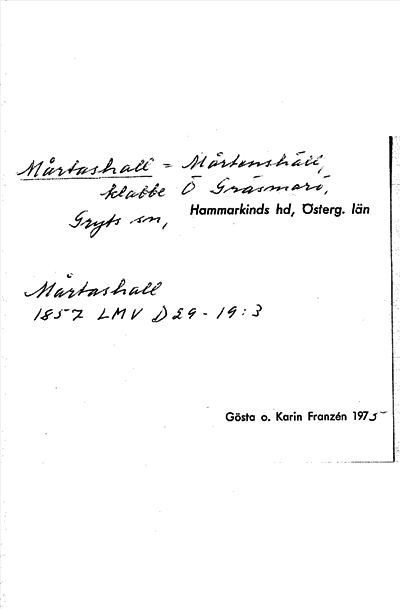 Mårtashall = Mårtenshäll,
klabbe Ö Gräsmarö,
Gryts sn, Hammarkinds hd, Österg. län
Mårtashall
1857 LMV D29-19:3
Gösta o. Karin Franzén 1975